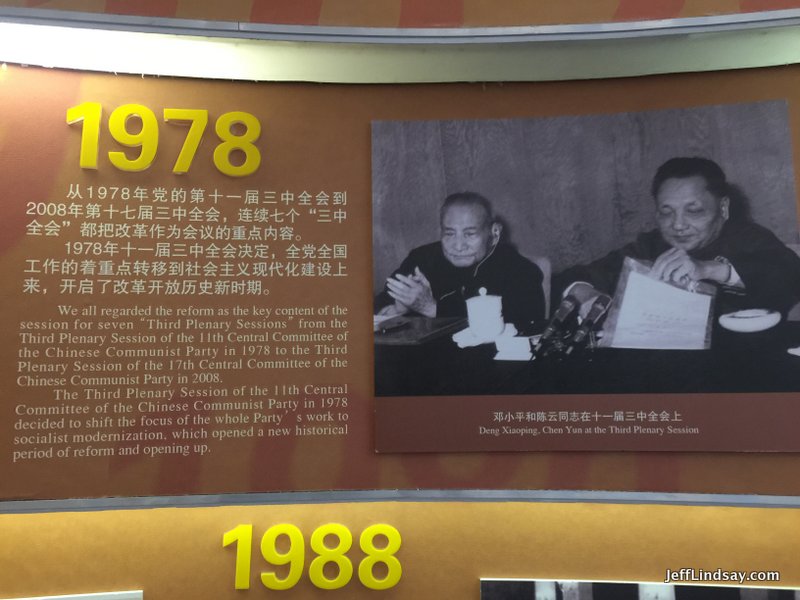 1978
从1978年党的第十一届三中全会到
2008年第十七届三中全会，连续七个“三中
全会”都把改革作为会议的重点内容。
1978年十一届三中全会决定，全党全国
工作的着重点转移到社会主义现代化建设上
来，开启了改革开放历史新时期。
We all regarded the reform as the key content of the
session for seven "Third Plenary Sessions" from the
Third Plenary Session of the 11th Central Committee of
the Chinese Communist Party in 1978 to the Third
Plenary Session of the 17th Central Committee of the
Chinese Communist Party in 2008.
The Third Plenary Session of the 11th Central
Committee of the Chinese Communist Party in 1978
decided to shift the focus of the whole Party's work to
socialist modernization, which opened a new historical
period of reform and opening up.
邓小平和陈云同志在十一届三中全会上
Deng Xiaoping, Chen Yun at the Third Plenary Session
1988
JeffLindsay.com